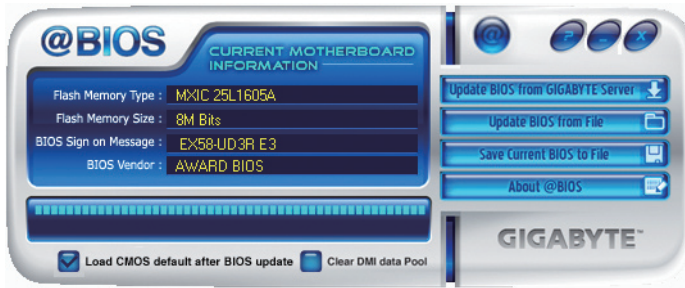 @BIOS
CURRENT MOTHERBOARD
INFORMATION
Flash Memory Type : MXIC 25L1605A
Flash Memory Size : 8M Bits
BIOS Sign on Message : EX58-UD3R E3
BIOS Vendor : AWARD BIOS
Load CMOS default after BIOS update
Clear DMI data Pool
@
? - X
Update BIOS from GIGABYTE Server
Update BIOS from File
Save Current BIOS to File
About @BIOS
GIGABYTE™